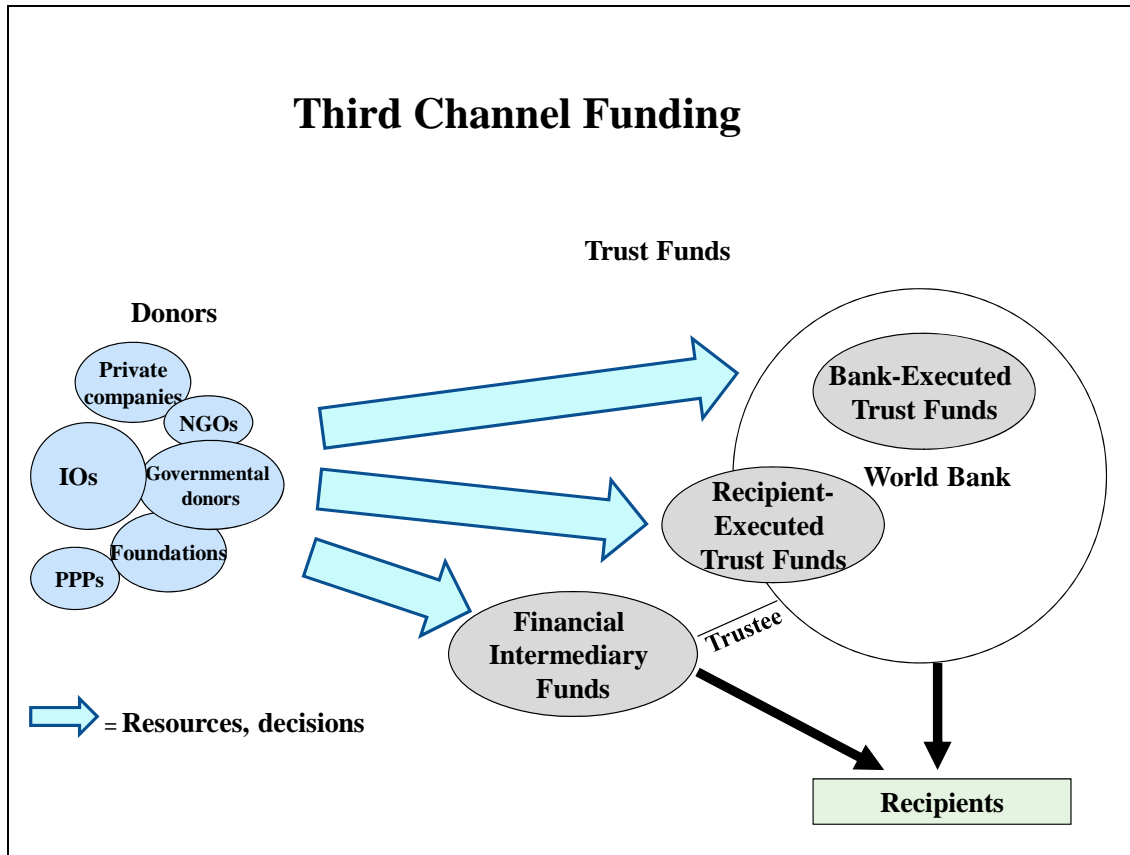 Third Channel Funding
Trust Funds
Donors
Private
companies
NGOs
IOs
Governmental
donors
Foundations
PPPs
Bank-Executed
Trust Funds
World Bank
Recipient-
Executed
Trust Funds
Financial
Intermediary
Funds
Trustee
= Resources, decisions
Recipients